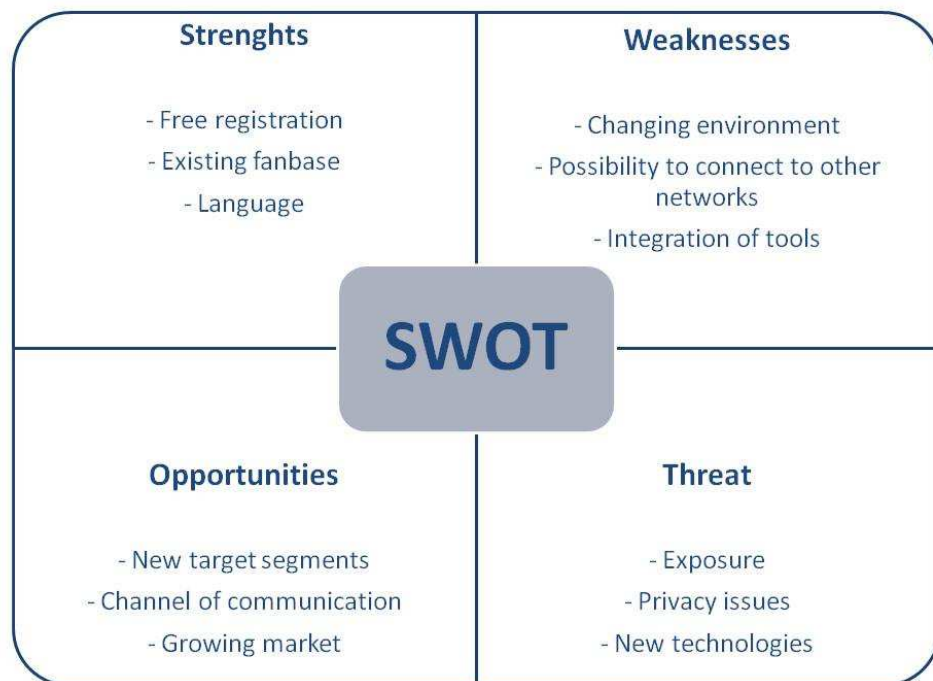 Strenghts
- Free registration
- Existing fanbase
- Language
Weaknesses
- Changing environment
- Possibility to connect to other
networks
- Integration of tools
SWOT
Opportunities
- New target segments
- Channel of communication
- Growing market
Threat
- Exposure
- Privacy issues
- New technologies